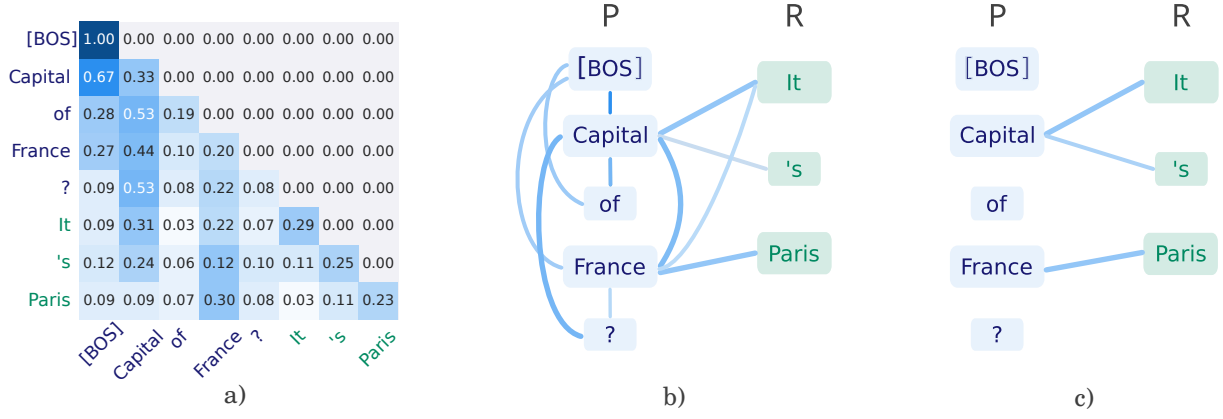 [BOS] 1.00 0.00 0.00 0.00 0.00 0.00 0.00 0.00
Capital 0.67 0.33 0.00 0.00 0.00 0.00 0.00 0.00
of 0.28 0.53 0.19 0.00 0.00 0.00 0.00 0.00
France 0.27 0.44 0.10 0.20 0.00 0.00 0.00 0.00
? 0.09 0.53 0.08 0.22 0.08 0.00 0.00 0.00
It 0.09 0.31 0.03 0.22 0.07 0.29 0.00 0.00
's 0.12 0.24 0.06 0.12 0.10 0.11 0.25 0.00
Paris 0.09 0.09 0.07 0.30 0.08 0.03 0.11 0.23
[BOS] Capital of France ? It 's Paris
a)
P R
[BOS] It
Capital
's
of
France Paris
?
b)
P R
[BOS] It
Capital
's
of
France Paris
?
c)